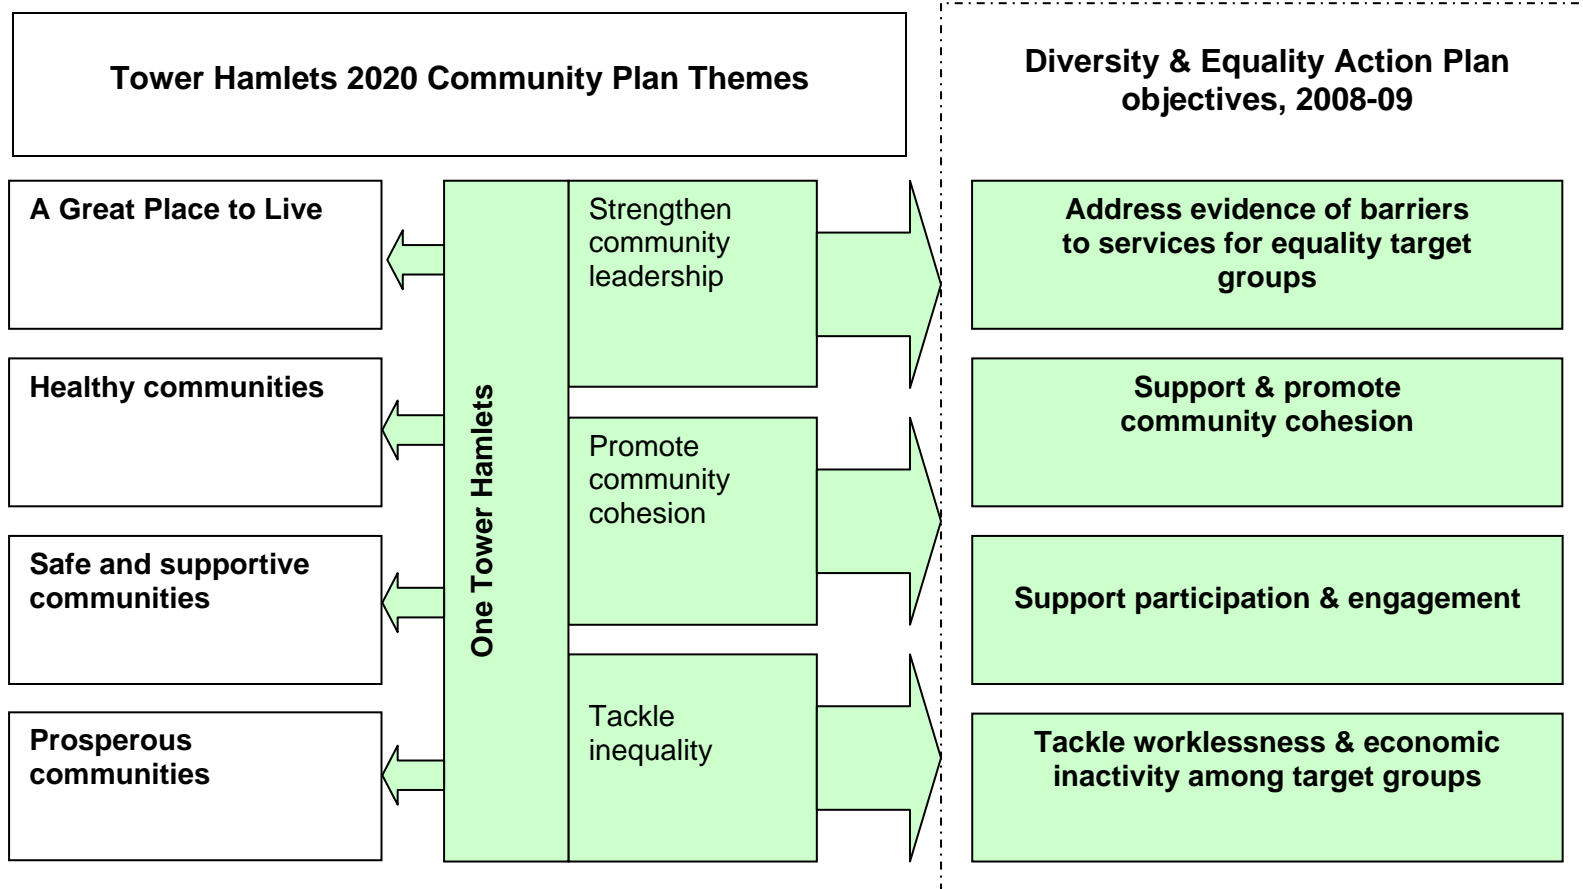 Tower Hamlets 2020 Community Plan Themes
Diversity & Equality Action Plan
objectives, 2008-09
A Great Place to Live
Healthy communities
Safe and supportive
communities
Prosperous
communities
One Tower Hamlets
Strengthen
community
leadership
Promote
community
cohesion
Tackle
inequality
Address evidence of barriers
to services for equality target
groups
Support & promote
community cohesion
Support participation & engagement
Tackle worklessness & economic
inactivity among target groups